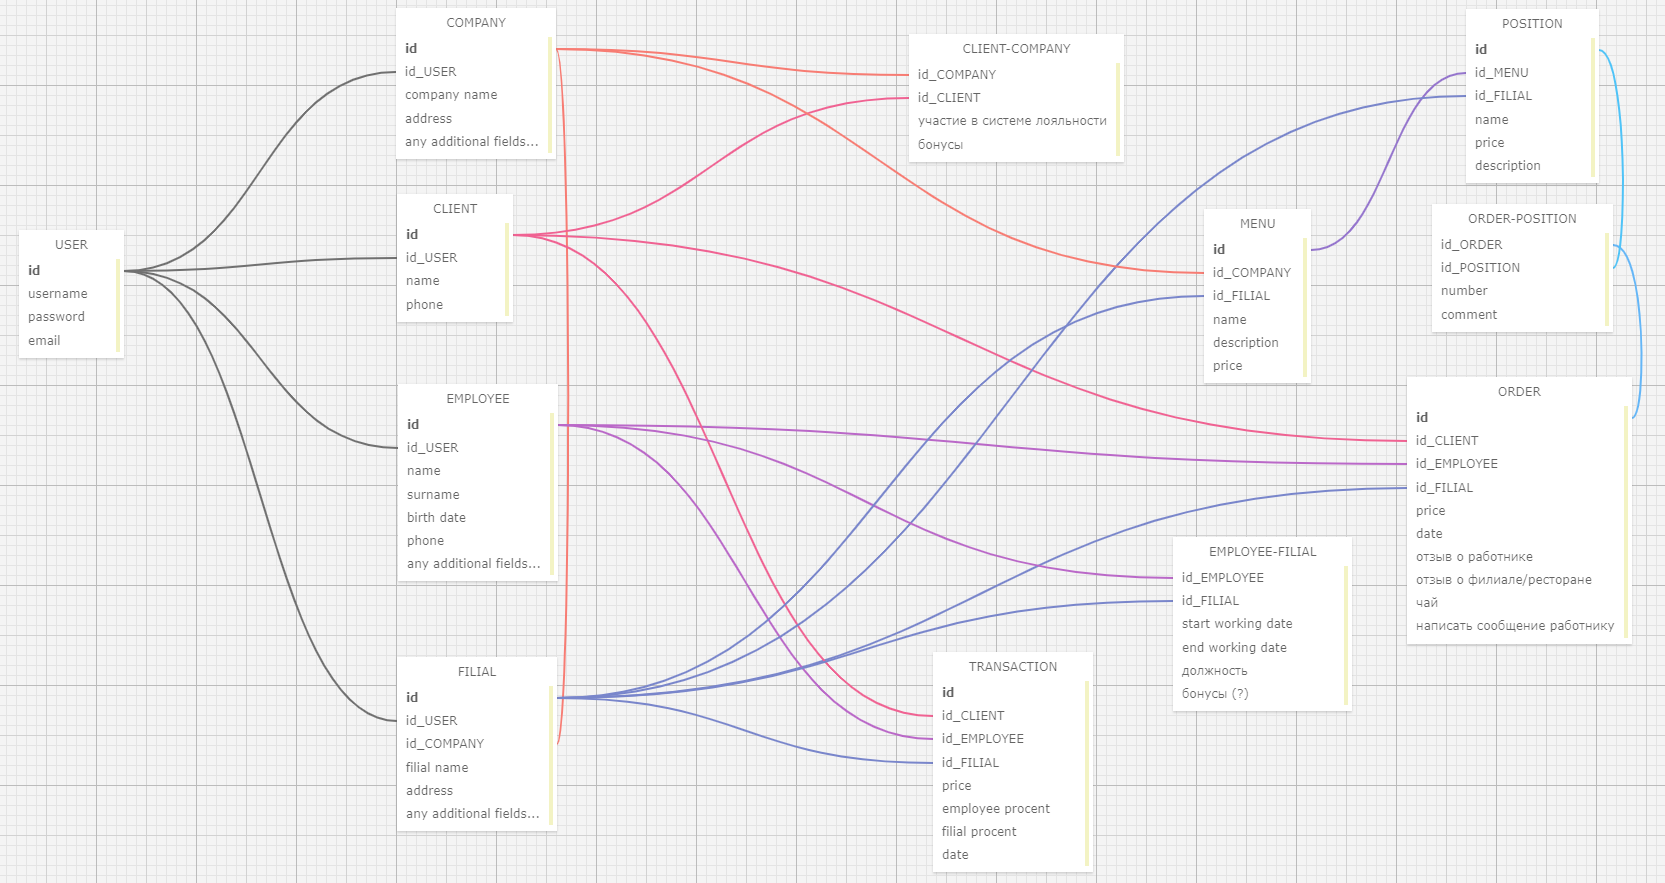 USER
id
username
password
email
COMPANY
id
id_USER
company name
address
any additional fields...
CLIENT
id
id_USER
name
phone
EMPLOYEE
id
id_USER
name
surname
birth date
phone
any additional fields...
FILIAL
id
id_USER
id_COMPANY
filial name
address
any additional fields...
CLIENT-COMPANY
id_COMPANY
id_CLIENT
участие в системе лояльности
бонусы
TRANSACTION
id
id_CLIENT
id_EMPLOYEE
id_FILIAL
price
employee procent
filial procent
date
MENU
id
id_COMPANY
id_FILIAL
name
description
price
EMPLOYEE-FILIAL
id_EMPLOYEE
id_FILIAL
start working date
end working date
должность
бонусы (?)
POSITION
id
id_MENU
id_FILIAL
name
price
description
ORDER-POSITION
id_ORDER
id_POSITION
number
comment
ORDER
id
id_CLIENT
id_EMPLOYEE
id_FILIAL
price
date
отзыв о работнике
отзыв о филиале/ресторане
чай
написать сообщение работнику